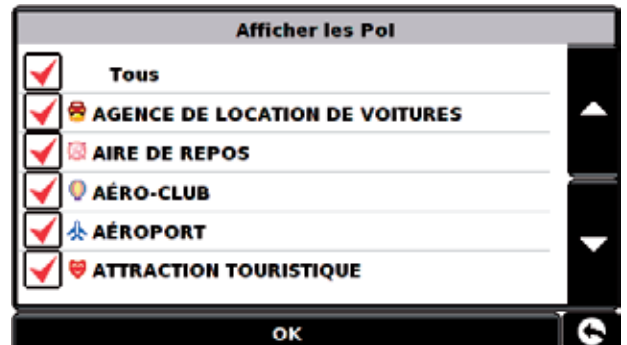 Afficher les PoI
Tous
AGENCE DE LOCATION DE VOITURES
AIRE DE REPOS
AÉRO-CLUB
AÉROPORT
ATTRACTION TOURISTIQUE
OK